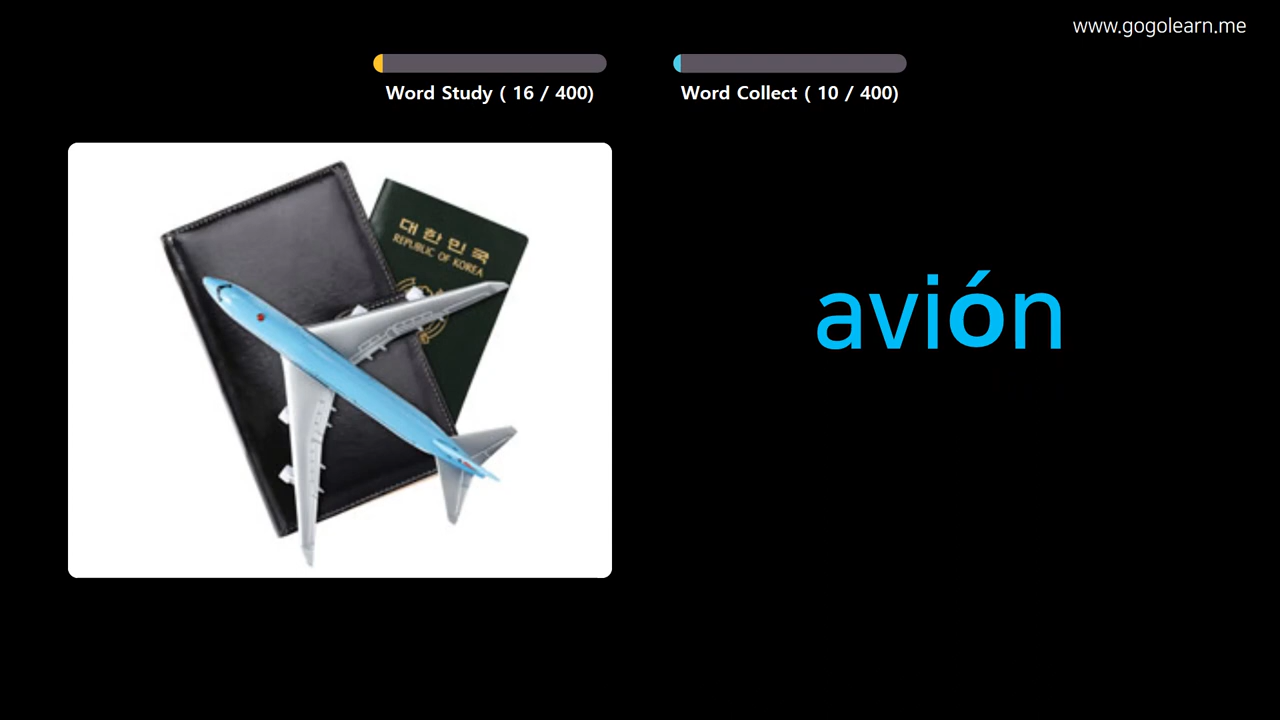 www.gogolearn.me
Word Study ( 16 / 400)
Word Collect ( 10 / 400)
대한민국
REPUBLIC OF KOREA
avión